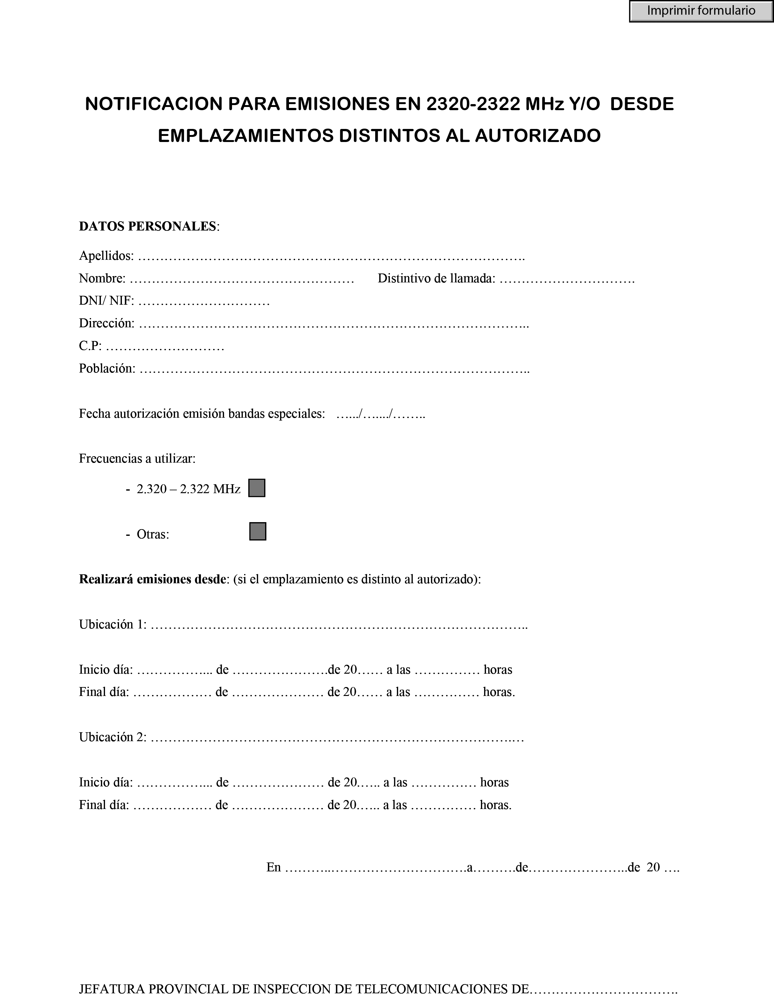 Imprimir formulario
NOTIFICACION PARA EMISIONES EN 2320-2322 MHz Y/O DESDE
EMPLAZAMIENTOS DISTINTOS AL AUTORIZADO
DATOS PERSONALES:
Apellidos: …………………………………………………………………………….
Nombre: …………………………………………… Distintivo de llamada: ………………………….
DNI/ NIF: …………………………
Dirección: ……………………………………………………………………………..
C.P: ………………………
Población: ……………………………………………………………………………..
Fecha autorización emisión bandas especiales: ….../…..../……..
Frecuencias a utilizar:
- 2.320 – 2.322 MHz
- Otras:
Realizará emisiones desde: (si el emplazamiento es distinto al autorizado):
Ubicación 1: …………………………………………………………………………..
Inicio día: ……………... de ………………….de 20…… a las …………… horas
Final día: ……………… de ………………… de 20…… a las …………… horas.
Ubicación 2: ……………………………………………………………………….…
Inicio día: ……………... de ………………… de 20…... a las …………… horas
Final día: ……………… de ………………… de 20…... a las …………… horas.
En ………..………………………….a……….de…………………..de 20 ….
JEFATURA PROVINCIAL DE INSPECCION DE TELECOMUNICACIONES DE…………………………….